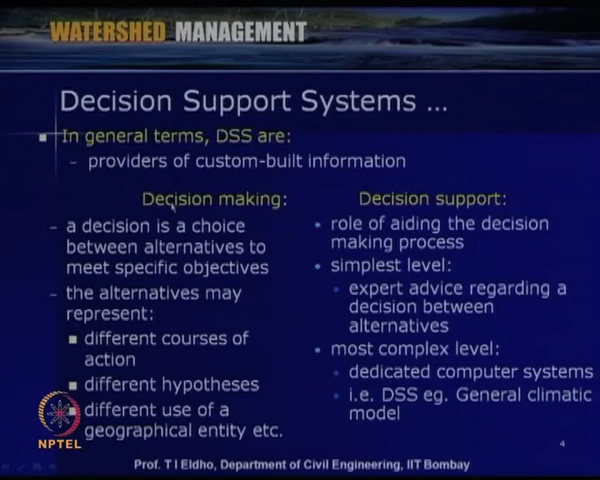 WATERSHED MANAGEMENT
Decision Support Systems ...
In general terms, DSS are:
– providers of custom-built information
Decision making:
– a decision is a choice
between alternatives to
meet specific objectives
– the alternatives may
represent:
different courses of
action
different hypotheses
different use of a
geographical entity etc.
Decision support:
• role of aiding the decision
making process
• simplest level:
• expert advice regarding a
decision between
alternatives
• most complex level:
• dedicated computer systems
• i.e. DSS eg. General climatic
model
NPTEL
4
Prof. T I Eldho, Department of Civil Engineering, IIT Bombay